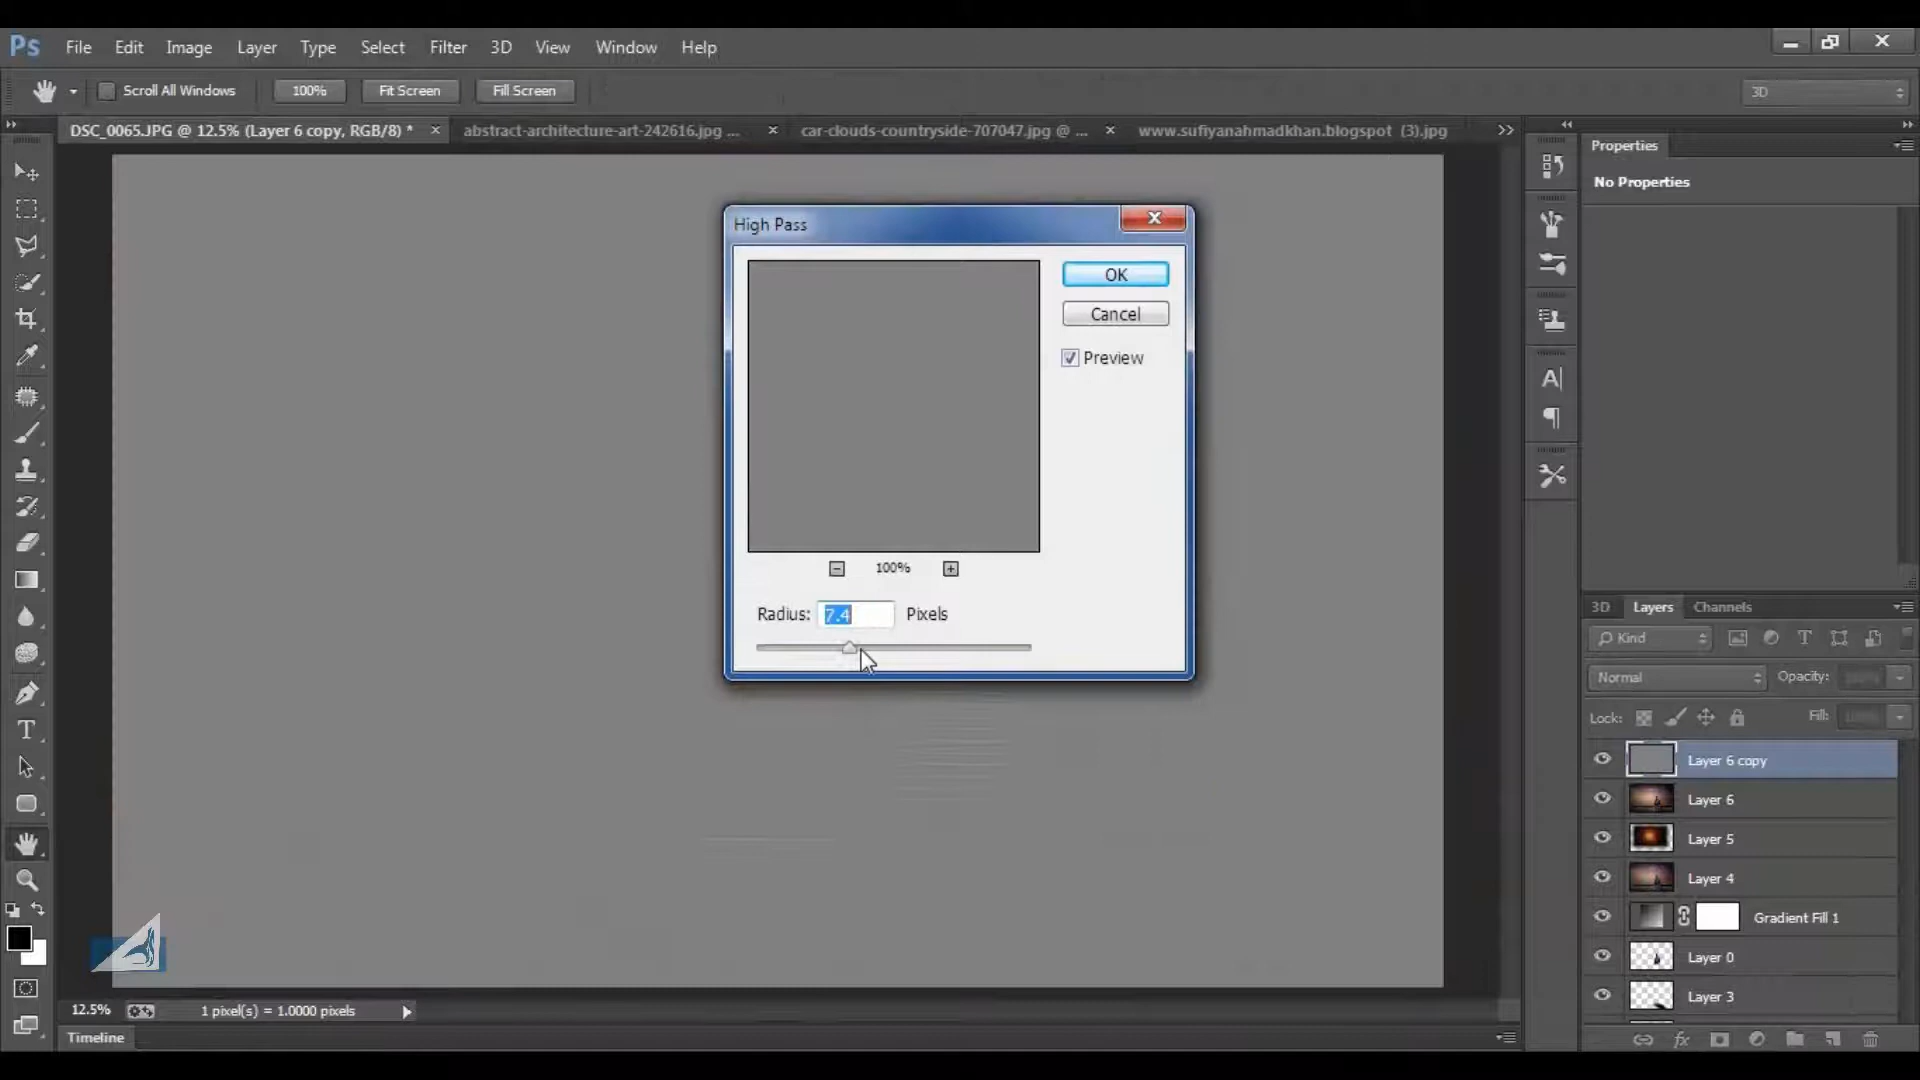 Ps File Edit Image Layer Type Select Filter 3D View Window Help
Scroll All Windows 100% Fit Screen Fill Screen 3D
DSC_0065.JPG @ 12.5% (Layer 6 copy, RGB/8) * abstract-architecture-art-242616.jpg ... car-clouds-countryside-707047.jpg @ ... www.sufiyanahmadkhan.blogspot (3).jpg
Properties
No Properties
High Pass
OK
Cancel
Preview
100%
Radius: 7.4 Pixels
3D Layers Channels
Kind
Normal Opacity:
Lock: Fill:
Layer 6 copy
Layer 6
Layer 5
Layer 4
Gradient Fill 1
Layer 0
Layer 3
12.5% 1 pixel(s) = 1.0000 pixels
Timeline